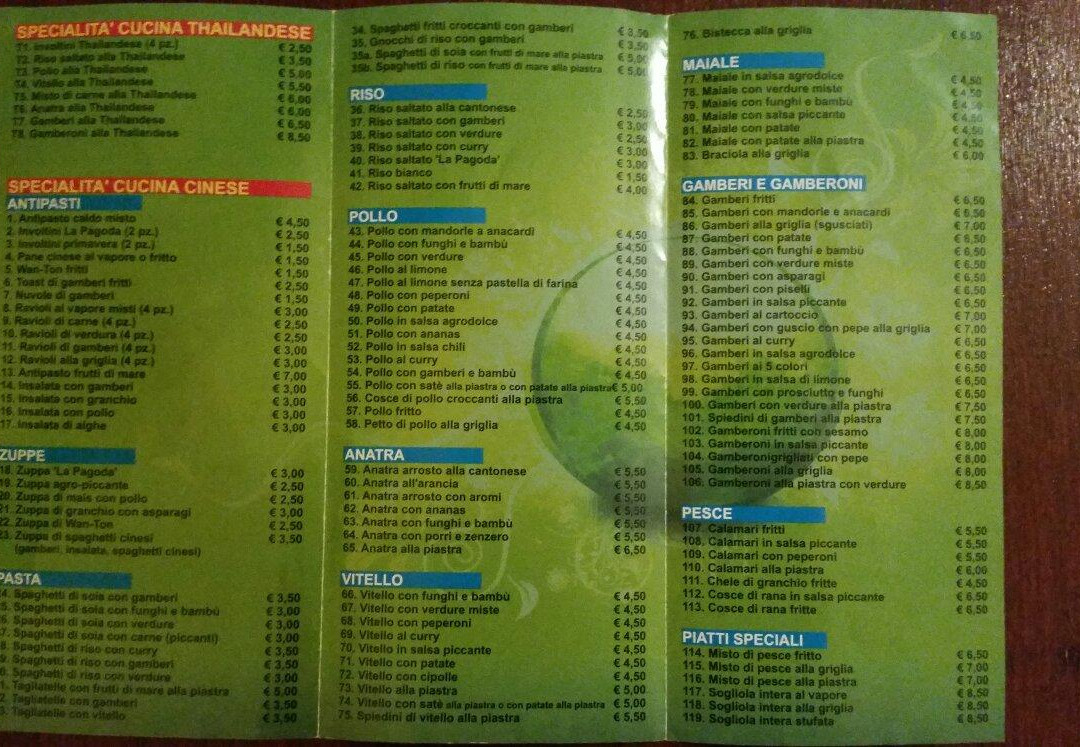 SPECIALITA' CUCINA THAILANDESE
T1. Involtini Thailandese (4 pz.) € 2,50
T2. Riso saltato alla Thailandese € 3,50
T3. Pollo alla Thailandese € 5,00
T4. Vitello alla Thailandese € 5,50
T5. Misto di carne alla Thailandese € 6,00
T6. Anatra alla Thailandese € 6,00
T7. Gamberi alla Thailandese € 6,50
T8. Gamberoni alla Thailandese € 8,50
SPECIALITA' CUCINA CINESE
ANTIPASTI
1. Antipasto caldo misto € 4,50
2. Involtini La Pagoda (2 pz.) € 2,50
3. Involtini primavera (2 pz.) € 1,50
4. Pane cinese al vapore o fritto € 1,50
5. Wan-Ton fritti € 1,50
6. Toast di gamberi fritti € 2,50
7. Nuvole di gamberi € 1,50
8. Ravioli al vapore misti (4 pz.) € 3,00
9. Ravioli di carne (4 pz.) € 2,50
10. Ravioli di verdura (4 pz.) € 2,50
11. Ravioli di gamberi (4 pz.) € 3,00
12. Ravioli alla griglia (4 pz.) € 3,00
13. Antipasto frutti di mare € 7,00
14. Insalata con gamberi € 3,00
15. Insalata con granchio € 3,00
16. Insalata con pollo € 3,00
17. Insalata di alghe € 3,00
ZUPPE
18. Zuppa 'La Pagoda' € 3,00
19. Zuppa agro-piccante € 2,50
20. Zuppa di mais con pollo € 2,50
21. Zuppa di granchio con asparagi € 3,00
22. Zuppa di Wan-Ton € 2,50
23. Zuppa di spaghetti cinesi € 3,50
(gamberi, insalata, spaghetti cinesi)
PASTA
4. Spaghetti di soia con gamberi € 3,50
5. Spaghetti di soia con funghi e bambù € 3,00
6. Spaghetti di soia con verdure € 3,00
7. Spaghetti di soia con carne (piccanti) € 3,00
8. Spaghetti di riso con curry € 3,50
9. Spaghetti di riso con gamberi € 3,50
0. Spaghetti di riso con verdure € 3,00
1. Tagliatelle con frutti di mare alla piastra € 5,00
2. Tagliatelle con gamberi € 3,50
3. Tagliatelle con vitello € 3,50
34. Spaghetti fritti croccanti con gamberi € 3,50
35. Gnocchi di riso con gamberi € 3,50
35a. Spaghetti di soia con frutti di mare alla piastra € 5,00
35b. Spaghetti di riso con frutti di mare alla piastra € 5,00
RISO
36. Riso saltato alla cantonese € 2,50
37. Riso saltato con gamberi € 3,00
38. Riso saltato con verdure € 2,50
39. Riso saltato con curry € 3,00
40. Riso saltato 'La Pagoda' € 3,00
41. Riso bianco € 1,50
42. Riso saltato con frutti di mare € 4,00
POLLO
43. Pollo con mandorle a anacardi € 4,50
44. Pollo con funghi e bambù € 4,50
45. Pollo con verdure € 4,50
46. Pollo al limone € 4,50
47. Pollo al limone senza pastella di farina € 4,50
48. Pollo con peperoni € 4,50
49. Pollo con patate € 4,50
50. Pollo in salsa agrodolce € 4,50
51. Pollo con ananas € 4,50
52. Pollo in salsa chili € 4,50
53. Pollo al curry € 4,50
54. Pollo con gamberi e bambù € 4,50
55. Pollo con satè alla piastra o con patate alla piastra € 5,00
56. Cosce di pollo croccanti alla piastra € 5,50
57. Pollo fritto € 4,50
58. Petto di pollo alla griglia € 4,50
ANATRA
59. Anatra arrosto alla cantonese € 5,50
60. Anatra all'arancia € 5,50
61. Anatra arrosto con aromi € 5,50
62. Anatra con ananas € 5,50
63. Anatra con funghi e bambù € 5,50
64. Anatra con porri e zenzero € 5,50
65. Anatra alla piastra € 6,50
VITELLO
66. Vitello con funghi e bambù € 4,50
67. Vitello con verdure miste € 4,50
68. Vitello con peperoni € 4,50
69. Vitello al curry € 4,50
70. Vitello in salsa piccante € 4,50
71. Vitello con patate € 4,50
72. Vitello con cipolle € 4,50
73. Vitello alla piastra € 5,00
74. Vitello con satè alla piastra o con patate alla piastra € 5,00
75. Spiedini di vitello alla piastra € 5,50
76. Bistecca alla griglia € 6,50
MAIALE
77. Maiale in salsa agrodolce € 4,50
78. Maiale con verdure miste € 4,50
79. Maiale con funghi e bambù € 4,50
80. Maiale con salsa piccante € 4,50
81. Maiale con patate € 4,50
82. Maiale con patate alla piastra € 4,50
83. Braciola alla griglia € 6,00
GAMBERI E GAMBERONI
84. Gamberi fritti € 6,50
85. Gamberi con mandorle e anacardi € 6,50
86. Gamberi alla griglia (sgusciati) € 7,00
87. Gamberi con patate € 6,50
88. Gamberi con funghi e bambù € 6,50
89. Gamberi con verdure miste € 6,50
90. Gamberi con asparagi € 6,50
91. Gamberi con piselli € 6,50
92. Gamberi in salsa piccante € 6,50
93. Gamberi al cartoccio € 7,00
94. Gamberi con guscio con pepe alla griglia € 7,00
95. Gamberi al curry € 6,50
96. Gamberi in salsa agrodolce € 6,50
97. Gamberi ai 5 colori € 6,50
98. Gamberi in salsa di limone € 6,50
99. Gamberi con prosciutto e funghi € 6,50
100. Gamberi con verdure alla piastra € 7,50
101. Spiedini di gamberi alla piastra € 7,50
102. Gamberoni fritti con sesamo € 8,00
103. Gamberoni in salsa piccante € 8,00
104. Gamberonigrigliati con pepe € 8,00
105. Gamberoni alla griglia € 8,00
106. Gamberoni alla piastra con verdure € 8,50
PESCE
107. Calamari fritti € 5,50
108. Calamari in salsa piccante € 5,50
109. Calamari con peperoni € 5,50
110. Calamari alla piastra € 6,00
111. Chele di granchio fritte € 4,50
112. Cosce di rana in salsa piccante € 6,50
113. Cosce di rana fritte € 6,50
PIATTI SPECIALI
114. Misto di pesce fritto € 6,50
115. Misto di pesce alla griglia € 7,00
116. Misto di pesce alla piastra € 7,00
117. Sogliola intera al vapore € 8,50
118. Sogliola intera alla griglia € 8,50
119. Sogliola intera stufata € 8,50